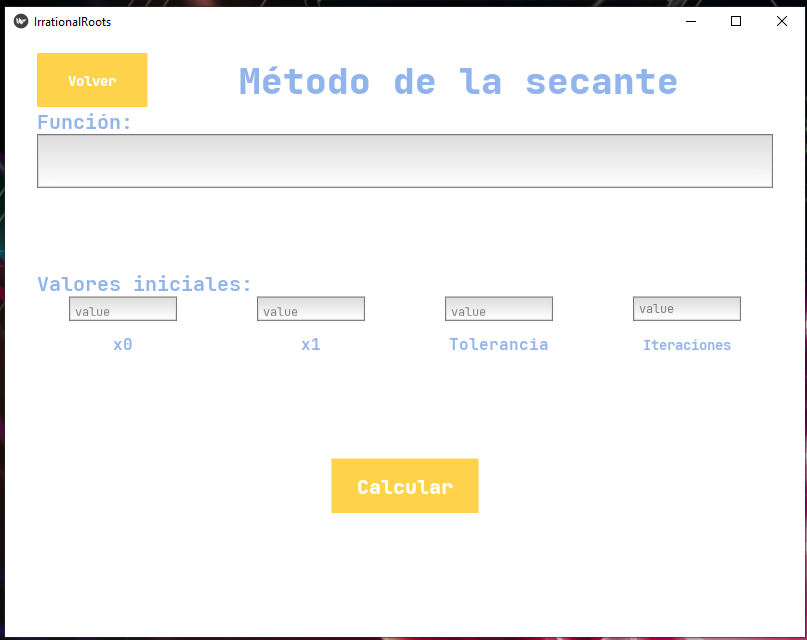 IrrationalRoots
Volver
Método de la secante
Función:
Valores iniciales:
value value value value
x0 x1 Tolerancia Iteraciones
Calcular